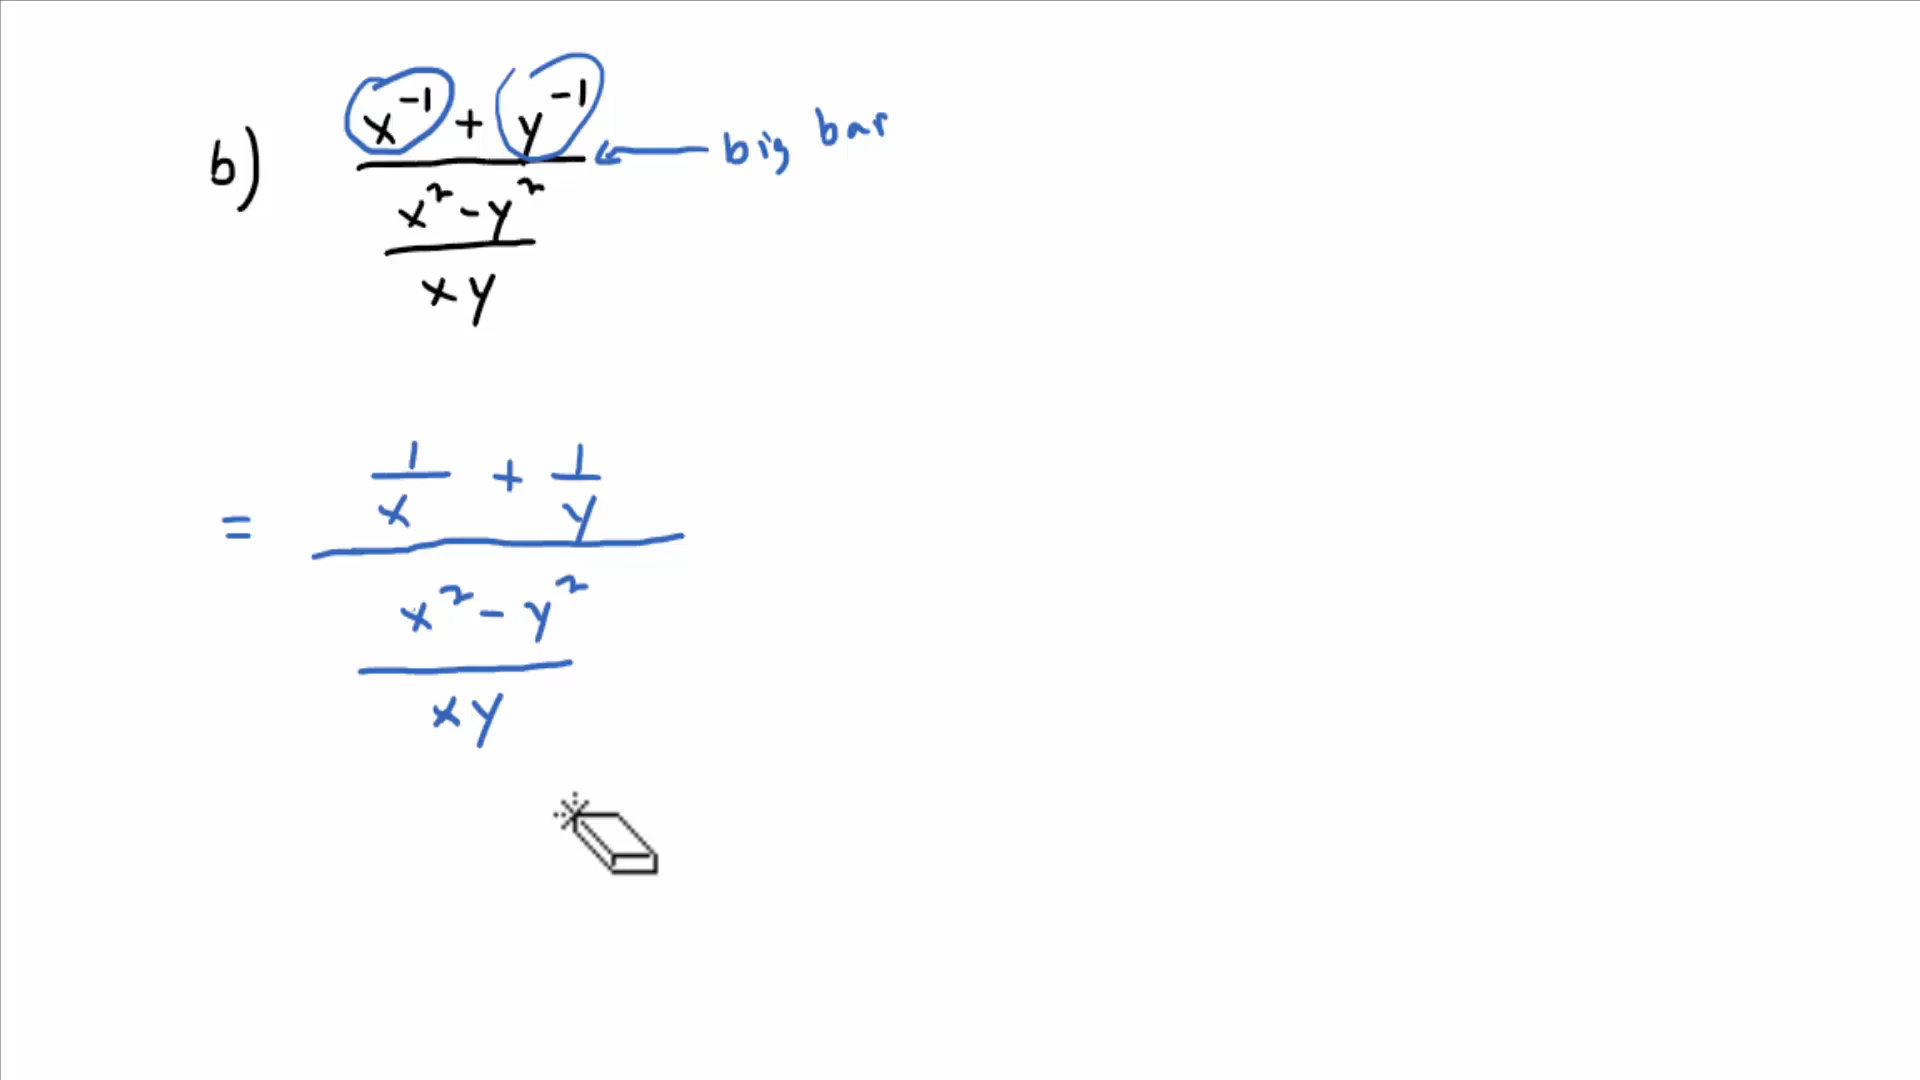 b) x⁻¹ + y⁻¹ ← big bar
x² - y²
xy
1 + 1
= x y
x² - y²
xy